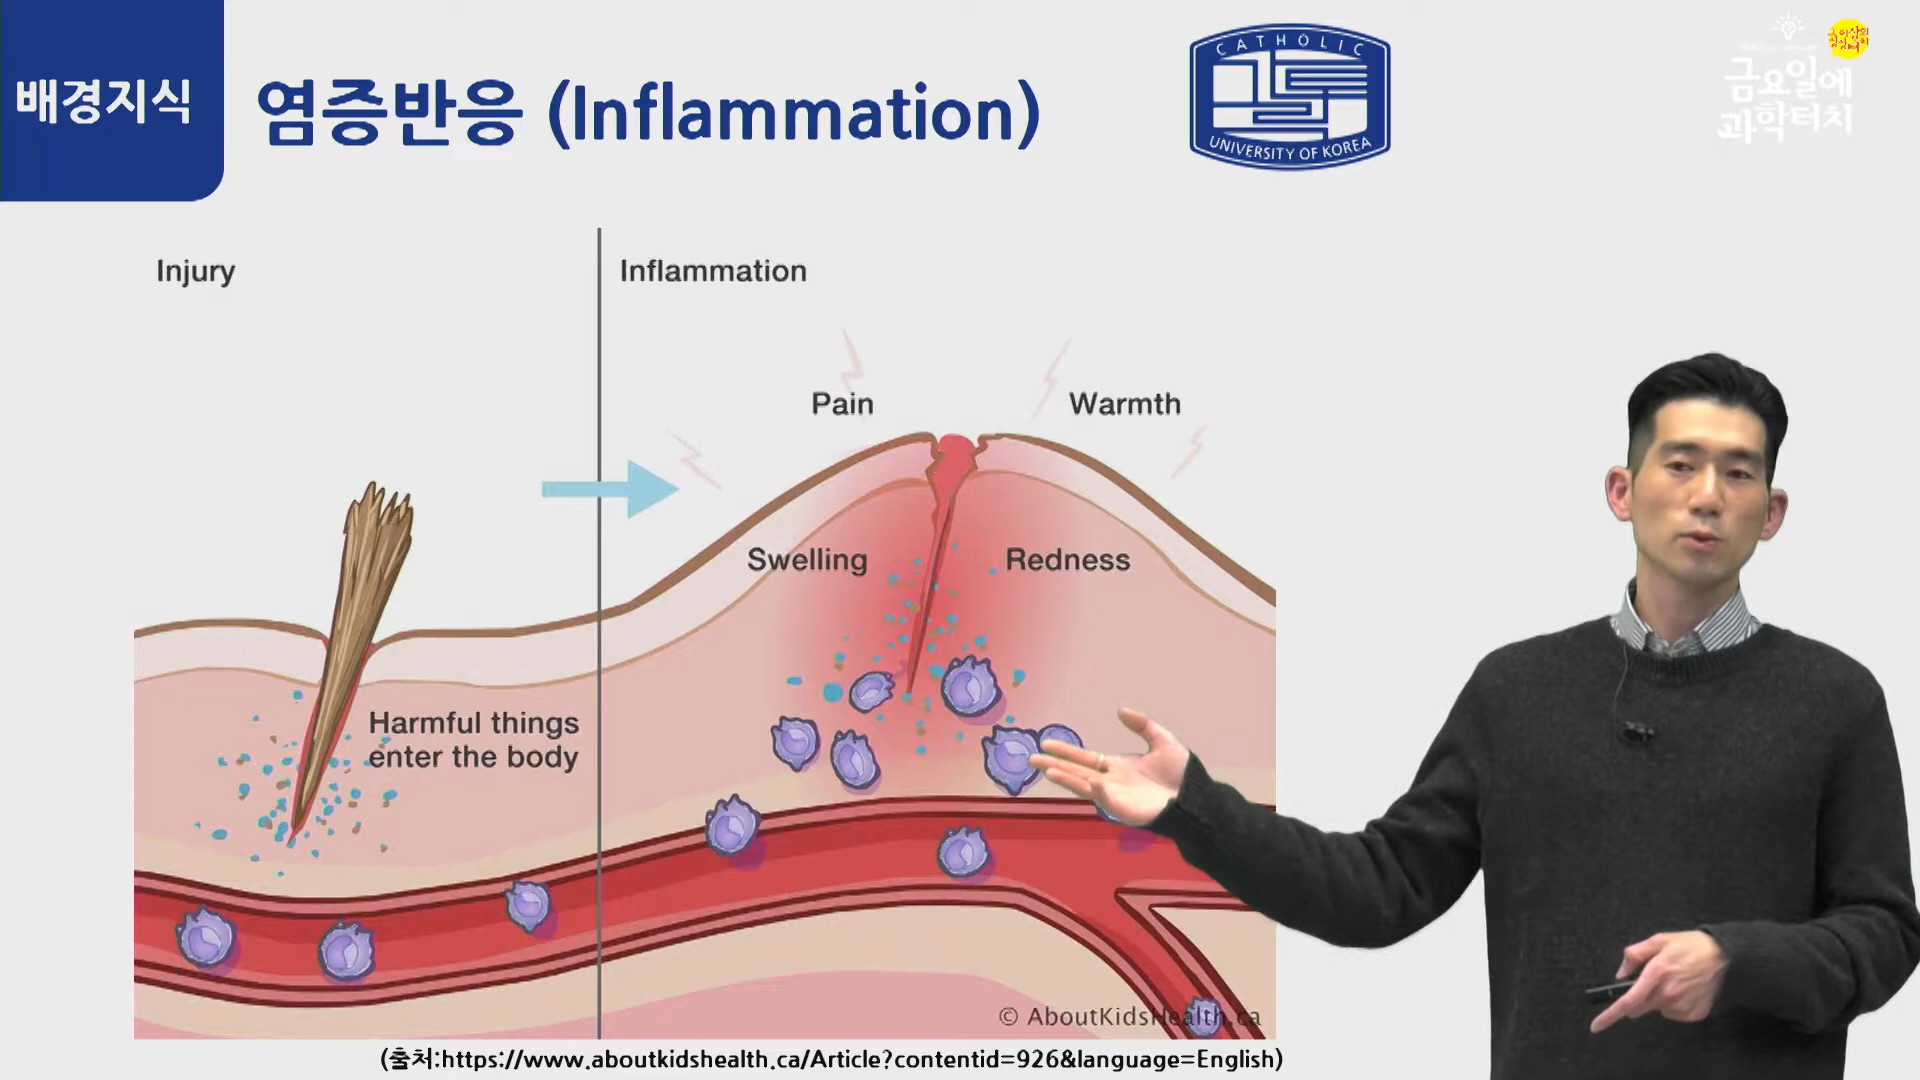 배경지식
염증반응 (Inflammation)
CATHOLIC
UNIVERSITY OF KOREA
금요일에
과학터치
Injury
Inflammation
Pain
Warmth
Swelling
Redness
Harmful things
enter the body
© AboutKidsHealth.ca
(출처:https://www.aboutkidshealth.ca/Article?contentid=926&language=English)